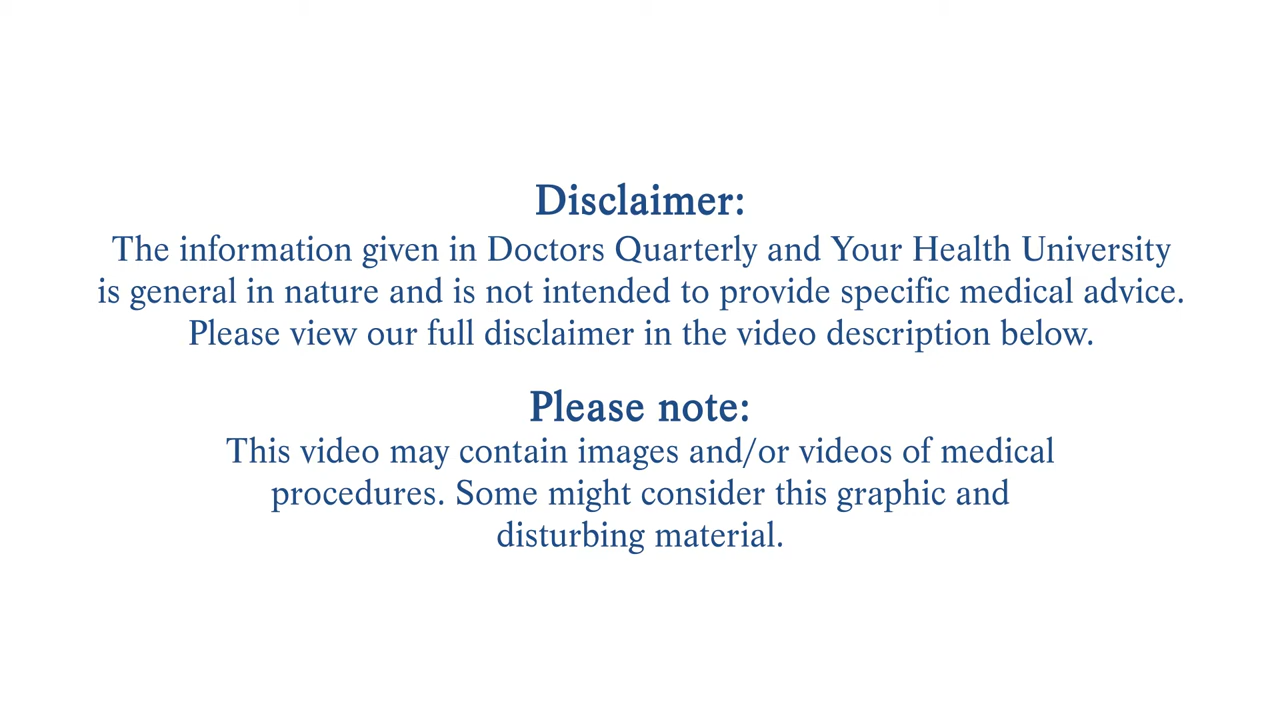 Disclaimer:
The information given in Doctors Quarterly and Your Health University
is general in nature and is not intended to provide specific medical advice.
Please view our full disclaimer in the video description below.
Please note:
This video may contain images and/or videos of medical
procedures. Some might consider this graphic and
disturbing material.